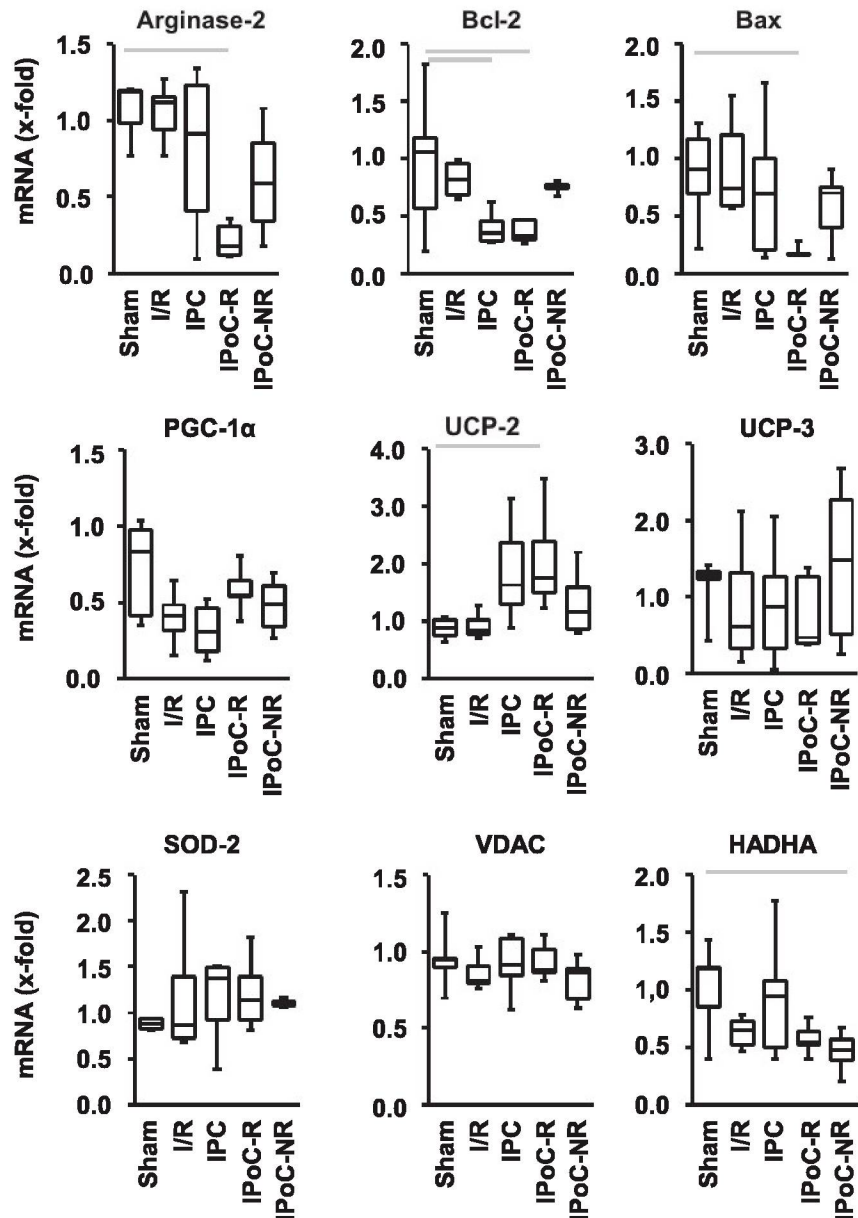 Arginase-2 Bcl-2 Bax
mRNA (x-fold)
1.5 2.0 2.0
1.0 1.5 1.5
0.5 1.0 1.0
0.0 0.5 0.5
0.0 0.0
Sham I/R IPC IPoC-R IPoC-NR Sham I/R IPC IPoC-R IPoC-NR Sham I/R IPC IPoC-R IPoC-NR
PGC-1α UCP-2 UCP-3
mRNA (x-fold)
1.5 4.0 3.0
1.0 3.0 2.0
0.5 2.0 1.0
0.0 1.0 0.0
0.0
Sham I/R IPC IPoC-R IPoC-NR Sham I/R IPC IPoC-R IPoC-NR Sham I/R IPC IPoC-R IPoC-NR
SOD-2 VDAC HADHA
mRNA (x-fold)
2.5 1.5 2.0
2.0 1.0 1.5
1.5 0.5 1,0
1.0 0.0 0.5
0.5 0.0
0.0
Sham I/R IPC IPoC-R IPoC-NR Sham I/R IPC IPoC-R IPoC-NR Sham I/R IPC IPoC-R IPoC-NR